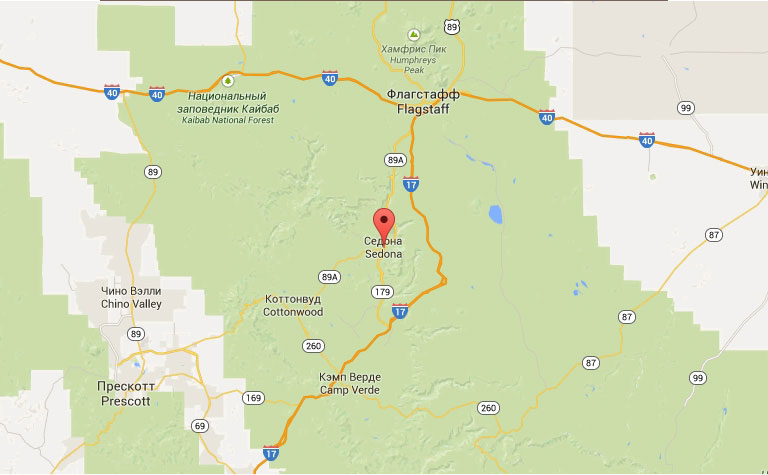 89
Хамфрис Пик
Humphreys
Peak
40
40
40
Национальный
заповедник Кайбаб
Kaibab National Forest
Флагстафф
Flagstaff
99
40
40
89A
89
17
87
Седона
Sedona
89A
179
Чино Вэлли
Chino Valley
Коттонвуд
Cottonwood
17
87
89
260
87
Прескотт
Prescott
Кэмп Верде
Camp Verde
99
169
260
69
17